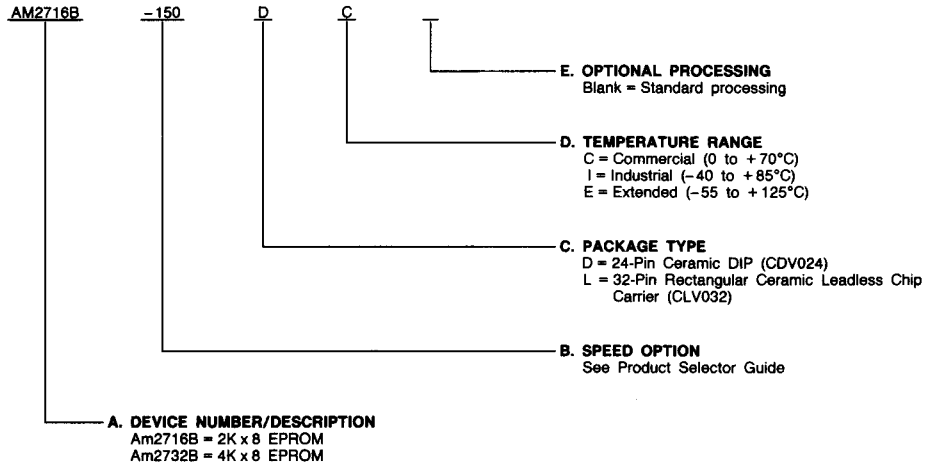 AM2716B -150 D C
E. OPTIONAL PROCESSING
Blank = Standard processing
D. TEMPERATURE RANGE
C = Commercial (0 to +70°C)
I = Industrial (-40 to +85°C)
E = Extended (-55 to +125°C)
C. PACKAGE TYPE
D = 24-Pin Ceramic DIP (CDV024)
L = 32-Pin Rectangular Ceramic Leadless Chip
Carrier (CLV032)
B. SPEED OPTION
See Product Selector Guide
A. DEVICE NUMBER/DESCRIPTION
Am2716B = 2K x 8 EPROM
Am2732B = 4K x 8 EPROM